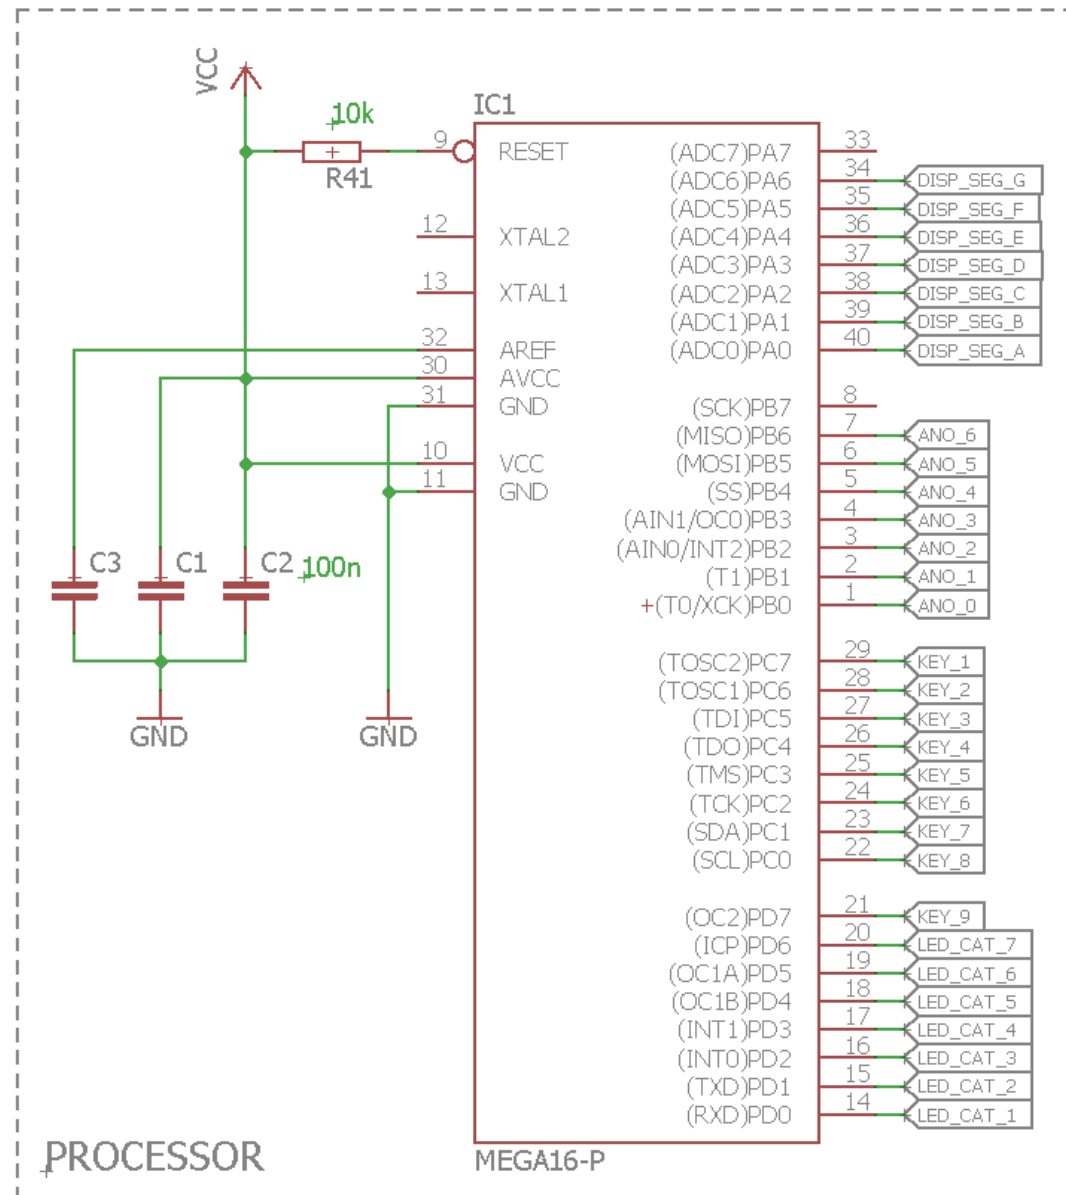 VCC
10k
R41
IC1
9 RESET
12 XTAL2
13 XTAL1
32 AREF
30 AVCC
31 GND
10 VCC
11 GND
C3
C1
C2
100n
GND
GND
(ADC7)PA7 33
(ADC6)PA6 34 DISP_SEG_G
(ADC5)PA5 35 DISP_SEG_F
(ADC4)PA4 36 DISP_SEG_E
(ADC3)PA3 37 DISP_SEG_D
(ADC2)PA2 38 DISP_SEG_C
(ADC1)PA1 39 DISP_SEG_B
(ADC0)PA0 40 DISP_SEG_A
(SCK)PB7 8
(MISO)PB6 7 ANO_6
(MOSI)PB5 6 ANO_5
(SS)PB4 5 ANO_4
(AIN1/OC0)PB3 4 ANO_3
(AIN0/INT2)PB2 3 ANO_2
(T1)PB1 2 ANO_1
(T0/XCK)PB0 1 ANO_0
(TOSC2)PC7 29 KEY_1
(TOSC1)PC6 28 KEY_2
(TDI)PC5 27 KEY_3
(TDO)PC4 26 KEY_4
(TMS)PC3 25 KEY_5
(TCK)PC2 24 KEY_6
(SDA)PC1 23 KEY_7
(SCL)PC0 22 KEY_8
(OC2)PD7 21 KEY_9
(ICP)PD6 20 LED_CAT_7
(OC1A)PD5 19 LED_CAT_6
(OC1B)PD4 18 LED_CAT_5
(INT1)PD3 17 LED_CAT_4
(INT0)PD2 16 LED_CAT_3
(TXD)PD1 15 LED_CAT_2
(RXD)PD0 14 LED_CAT_1
PROCESSOR
MEGA16-P